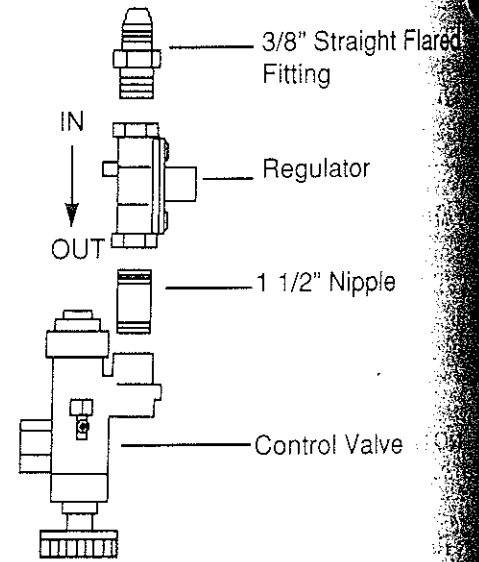 3/8" Straight Flared
Fitting
IN
Regulator
OUT
1 1/2" Nipple
Control Valve